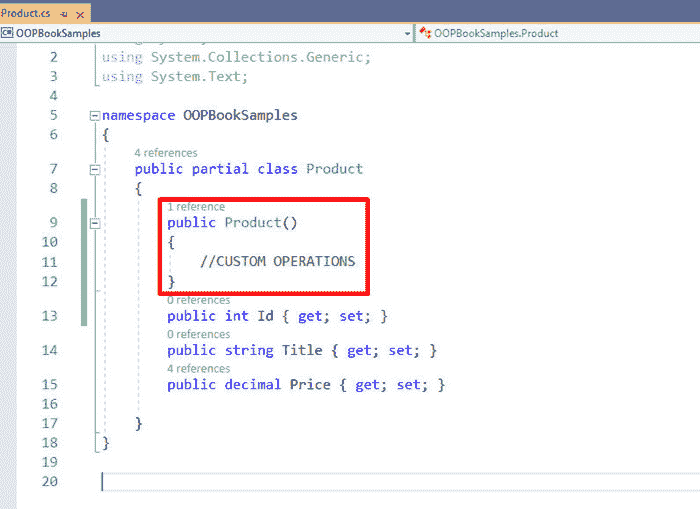 Product.cs
C# OOPBookSamples OOPBookSamples.Product
2 using System.Collections.Generic;
3 using System.Text;
4
5 namespace OOPBookSamples
6 {
4 references
7 public partial class Product
8 {
1 reference
9 public Product()
10 {
11 //CUSTOM OPERATIONS
12 }
0 references
13 public int Id { get; set; }
0 references
14 public string Title { get; set; }
4 references
15 public decimal Price { get; set; }
16
17 }
18 }
19
20